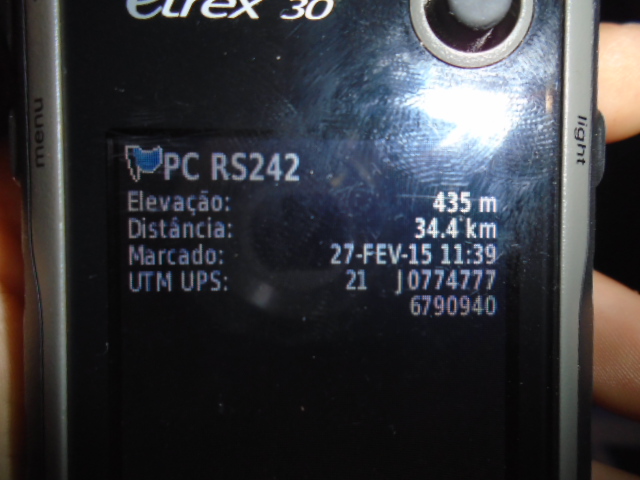 etrex 30
menu
light
PC RS242
Elevação: 435 m
Distância: 34.4 km
Marcado: 27-FEV-15 11:39
UTM UPS: 21 J0774777
6790940